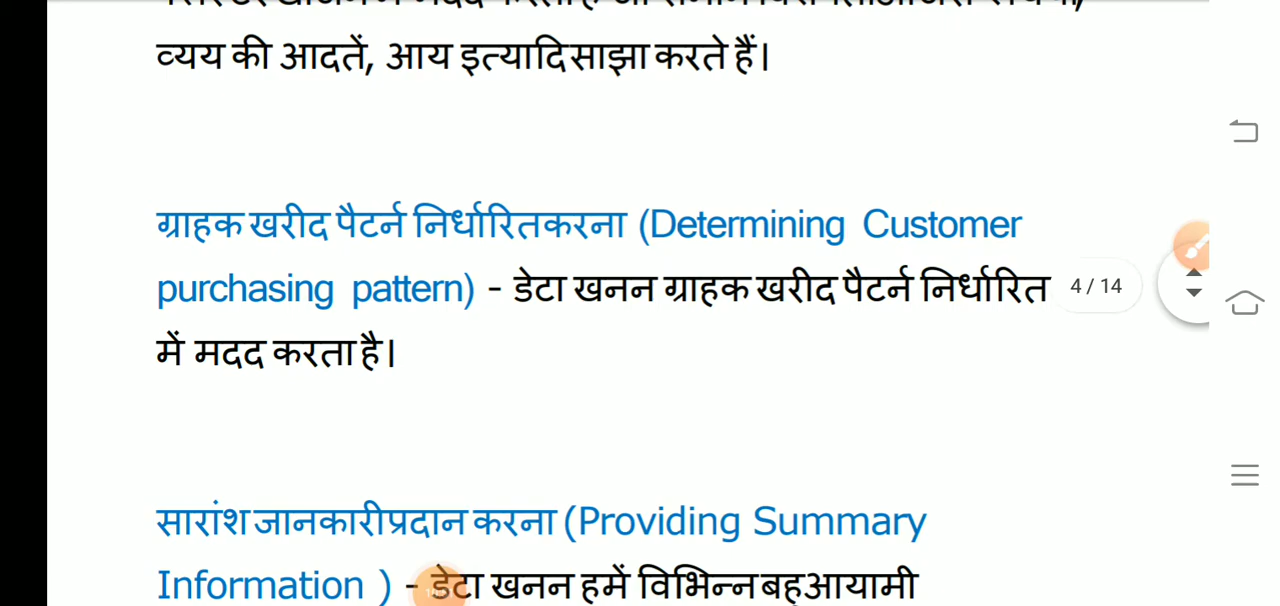 व्यय की आदतें, आय इत्यादि साझा करते हैं।
ग्राहक खरीद पैटर्न निर्धारितकरना (Determining Customer
purchasing pattern) - डेटा खनन ग्राहक खरीद पैटर्न निर्धारित
4 / 14
में मदद करता है।
सारांश जानकारी प्रदान करना (Providing Summary
Information ) - डेटा खनन हमें विभिन्न बहुआयामी